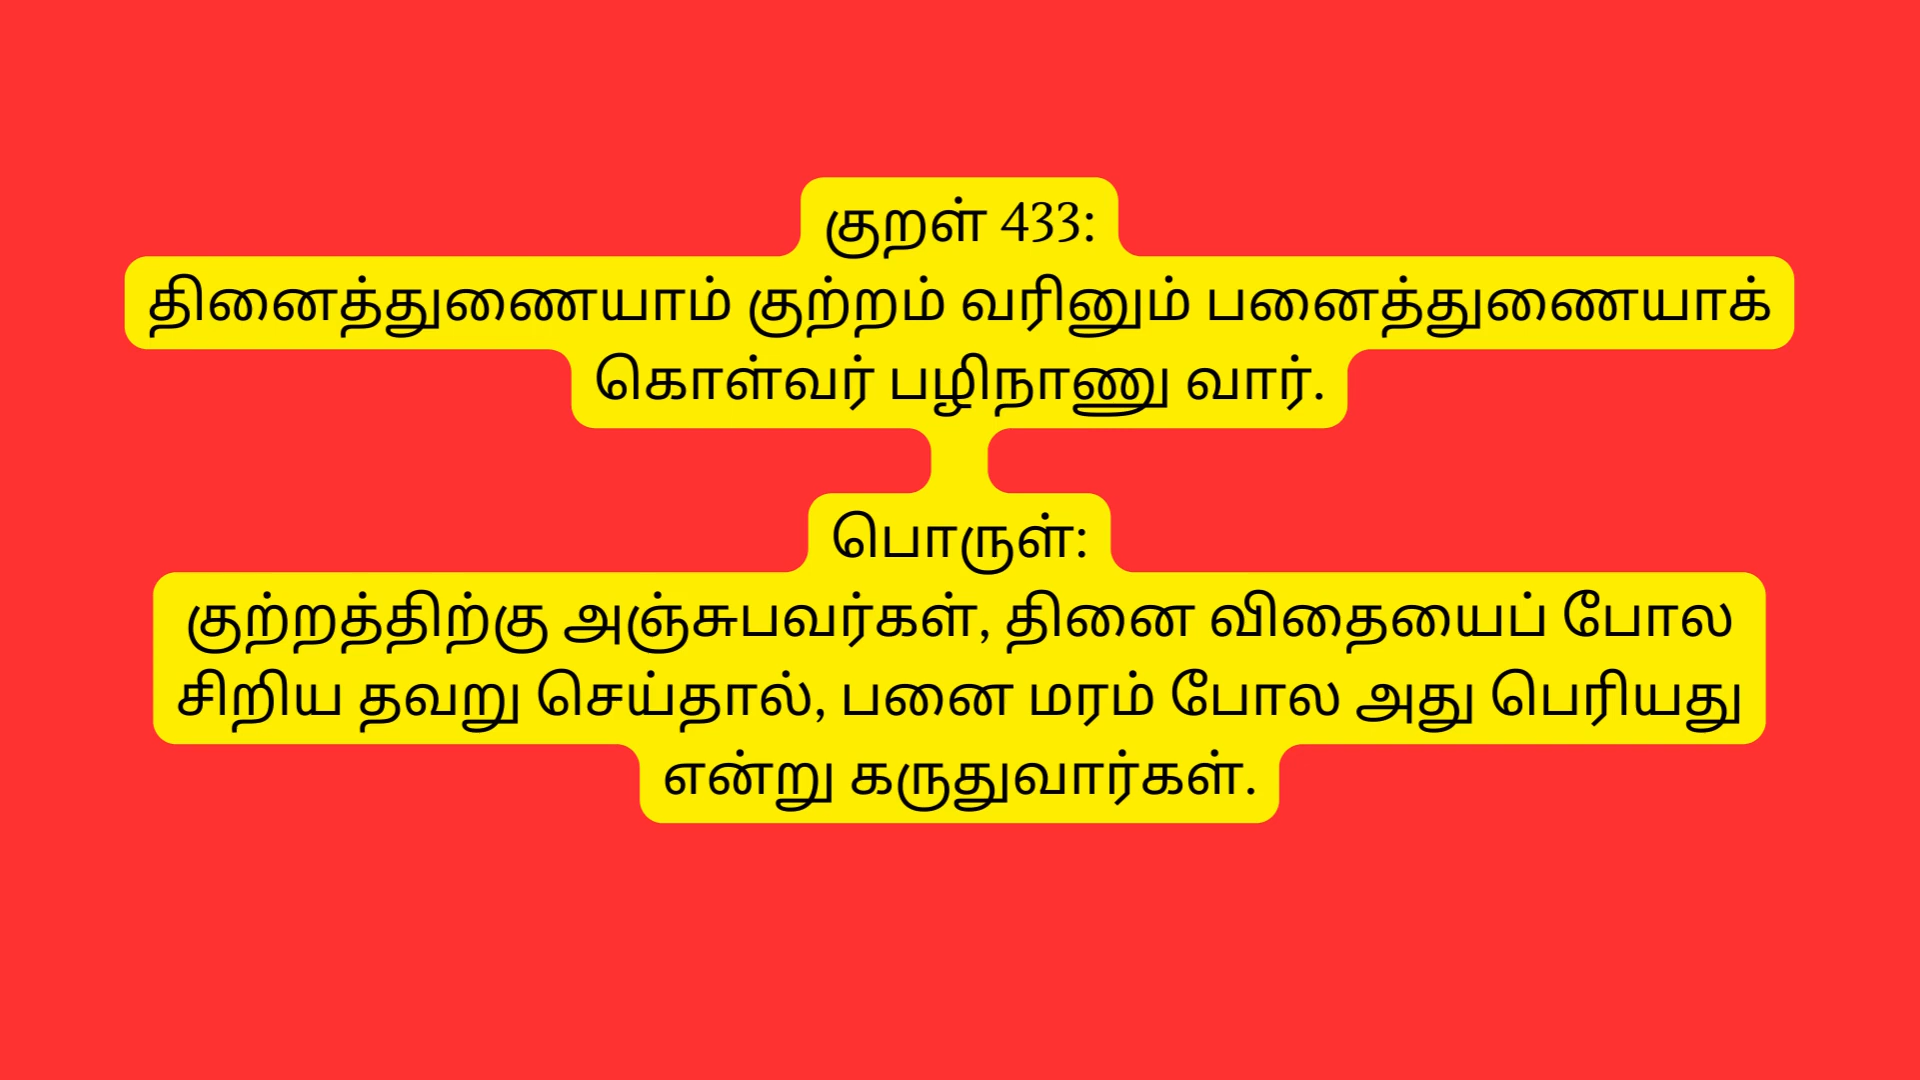 குறள் 433:
தினைத்துணையாம் குற்றம் வரினும் பனைத்துணையாக்
கொள்வர் பழிநாணு வார்.
பொருள்:
குற்றத்திற்கு அஞ்சுபவர்கள், தினை விதையைப் போல
சிறிய தவறு செய்தால், பனை மரம் போல அது பெரியது
என்று கருதுவார்கள்.